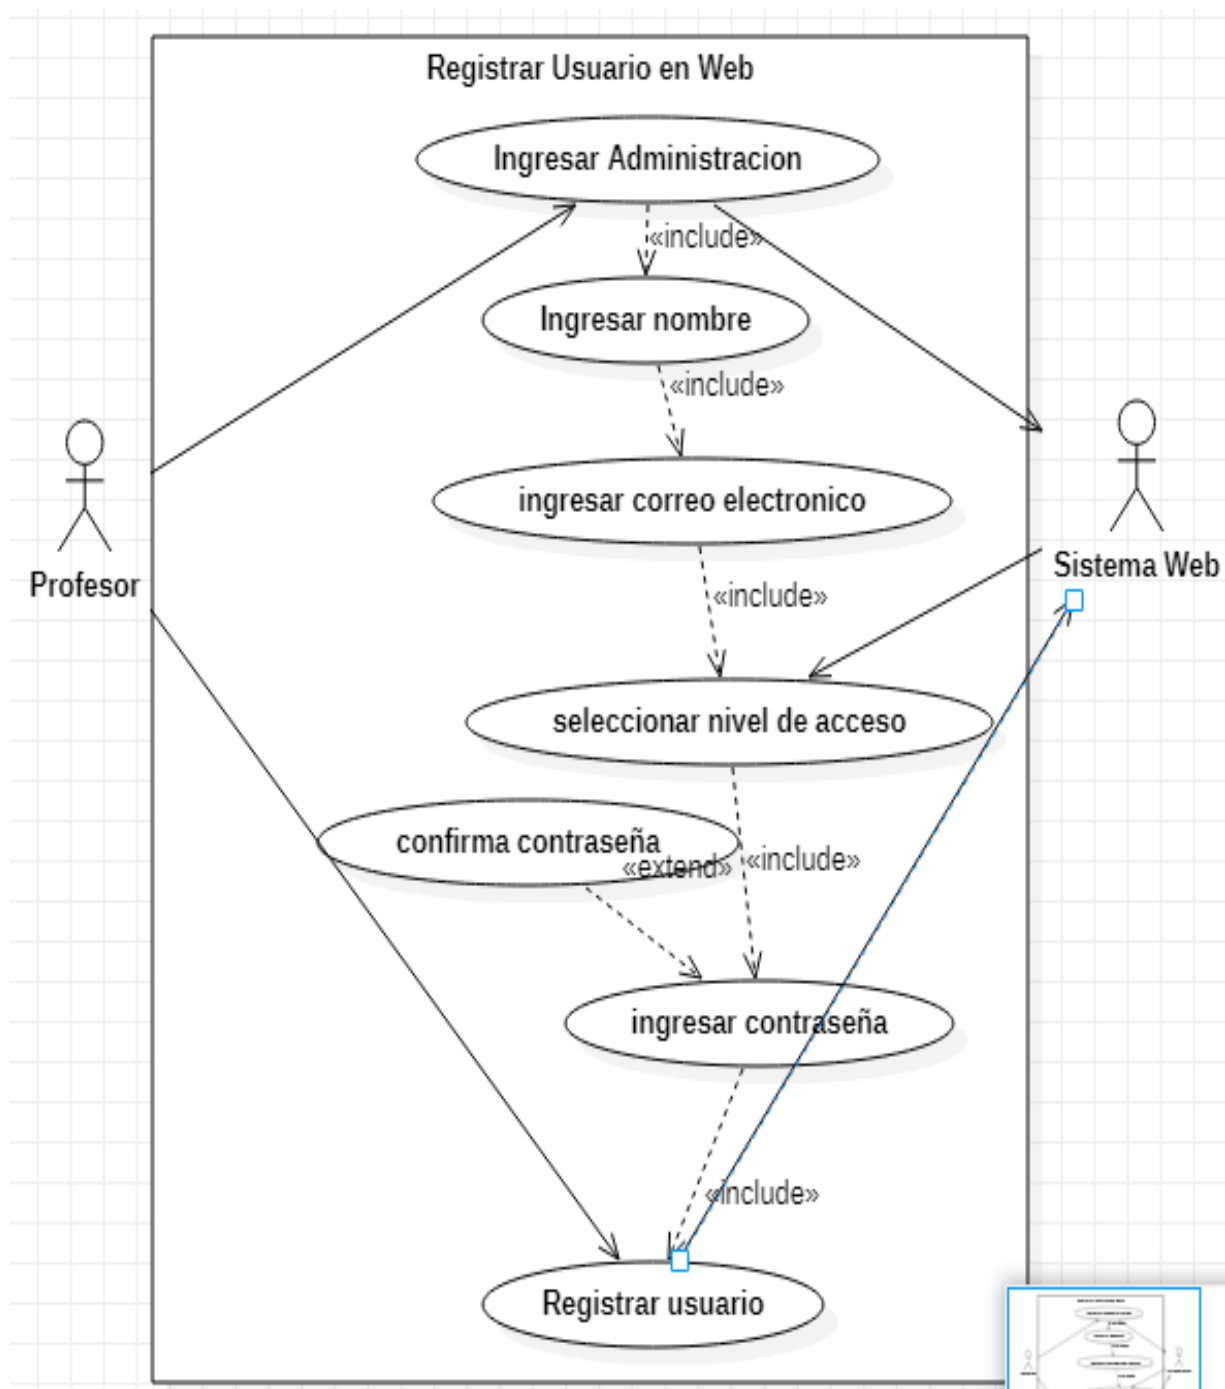 Registrar Usuario en Web
Ingresar Administracion
«include»
Ingresar nombre
«include»
ingresar correo electronico
Profesor
Sistema Web
«include»
seleccionar nivel de acceso
confirma contraseña
«extend»
«include»
ingresar contraseña
«include»
Registrar usuario